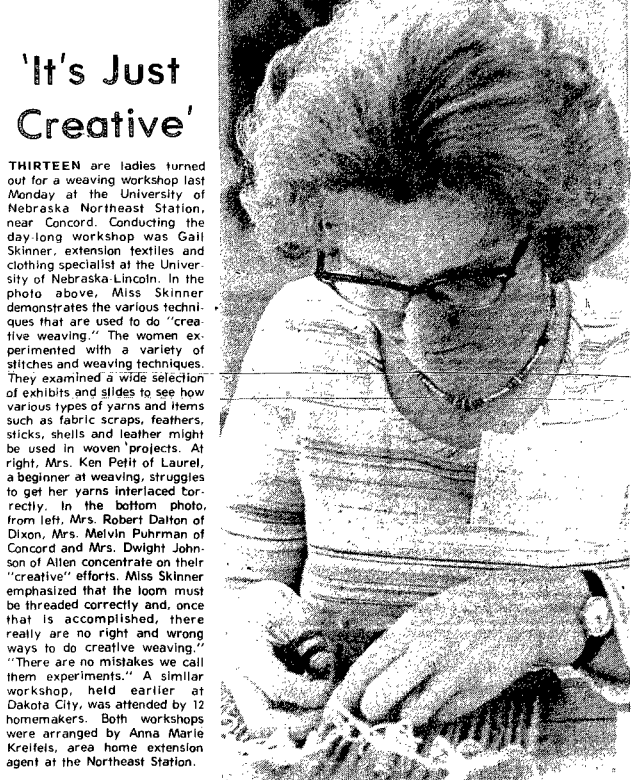 'It's Just
Creative'
THIRTEEN are ladies turned
out for a weaving workshop last
Monday at the University of
Nebraska Northeast Station,
near Concord. Conducting the
day-long workshop was Gail
Skinner, extension textiles and
clothing specialist at the Univer-
sity of Nebraska-Lincoln. In the
photo above, Miss Skinner
demonstrates the various techni-
ques that are used to do "crea-
tive weaving." The women ex-
perimented with a variety of
stitches and weaving techniques.
They examined a wide selection
of exhibits and slides to see how
various types of yarns and items
such as fabric scraps, feathers,
sticks, shells and leather might
be used in woven projects. At
right, Mrs. Ken Petit of Laurel,
a beginner at weaving, struggles
to get her yarns interlaced cor-
rectly. In the bottom photo,
from left, Mrs. Robert Dalton of
Dixon, Mrs. Melvin Puhrman of
Concord and Mrs. Dwight John-
son of Allen concentrate on their
"creative" efforts. Miss Skinner
emphasized that the loom must
be threaded correctly and, once
that is accomplished, there
really are no right and wrong
ways to do creative weaving."
"There are no mistakes we call
them experiments." A similar
workshop, held earlier at
Dakota City, was attended by 12
homemakers. Both workshops
were arranged by Anna Marie
Kreifels, area home extension
agent at the Northeast Station.